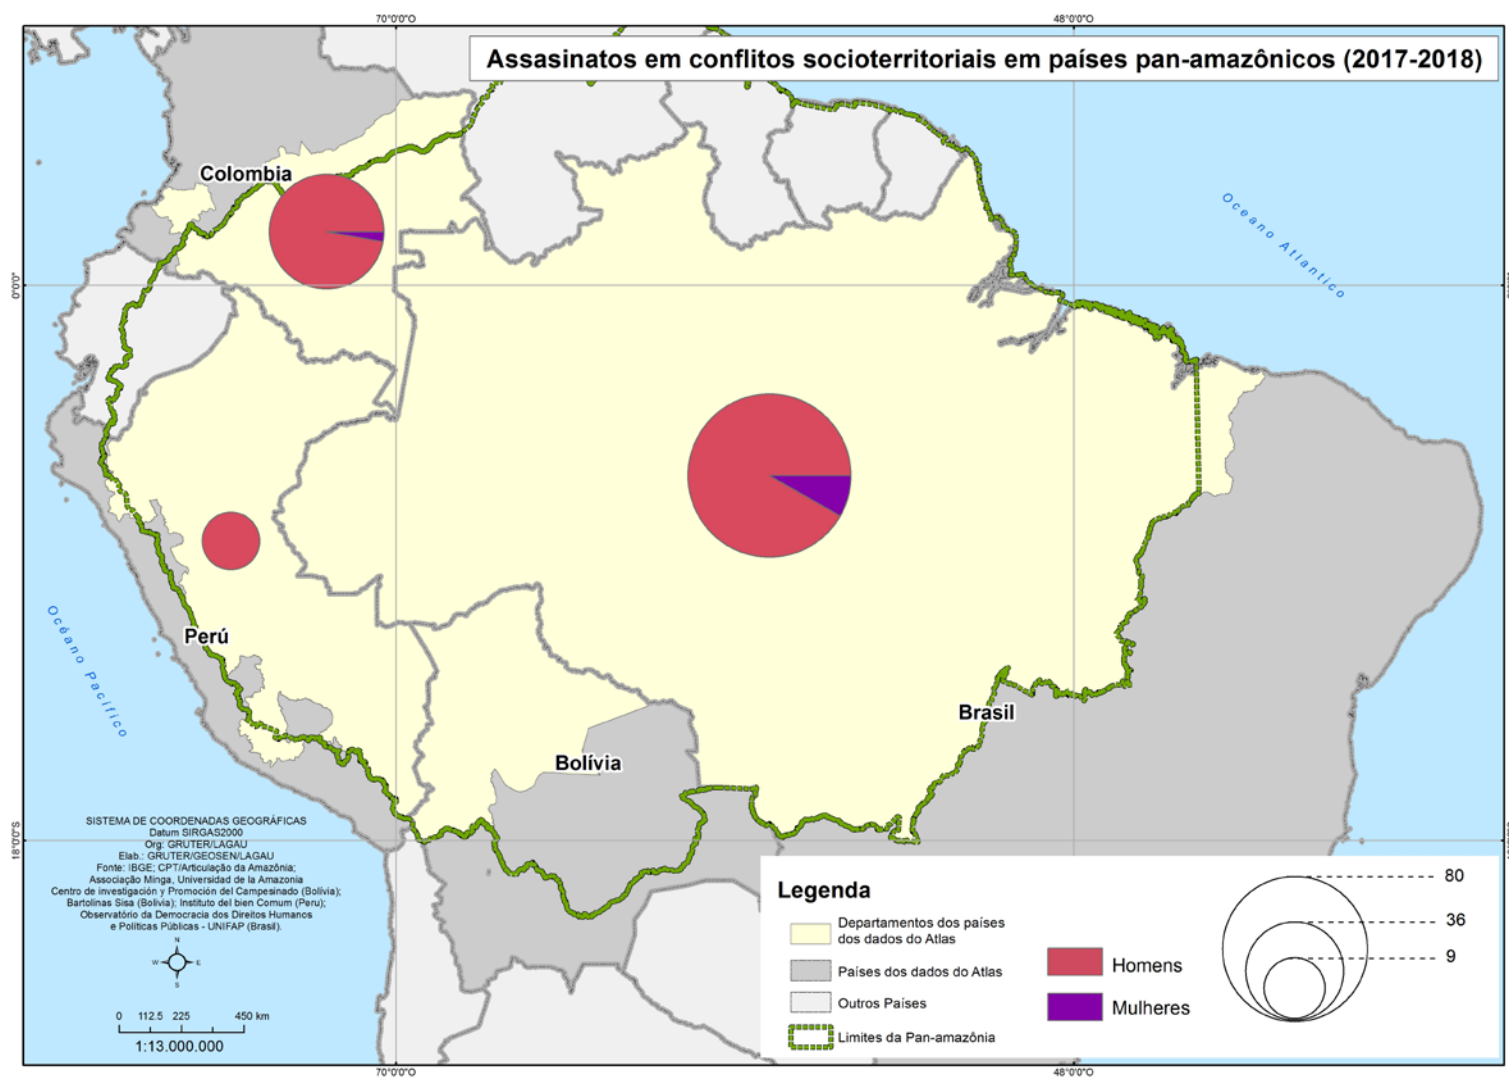 70°0'0"O
48°0'0"O
Assasinatos em conflitos socioterritoriais em países pan-amazônicos (2017-2018)
Colombia
Oceano Atlantico
0°0'0"
Océano Pacífico
Perú
Brasil
Bolívia
18°0'0"S
SISTEMA DE COORDENADAS GEOGRÁFICAS
Datum SIRGAS2000
Org: GRUTER/LAGAU
Elab.: GRUTER/GEOSEN/LAGAU
Fonte: IBGE; CPT/Articulação da Amazônia;
Associação Minga, Universidad de la Amazonia
Centro de investigación y Promoción del Campesinado (Bolívia);
Bartolinas Sisa (Bolivia); Instituto del bien Comum (Peru);
Observatório da Democracia dos Direitos Humanos
e Políticas Públicas - UNIFAP (Brasil).
N
W
E
S
0 112.5 225 450 km
1:13.000.000
Legenda
Departamentos dos países
dos dados do Atlas
Países dos dados do Atlas
Outros Países
Limites da Pan-amazônia
Homens
Mulheres
80
36
9
70°0'0"O
48°0'0"O